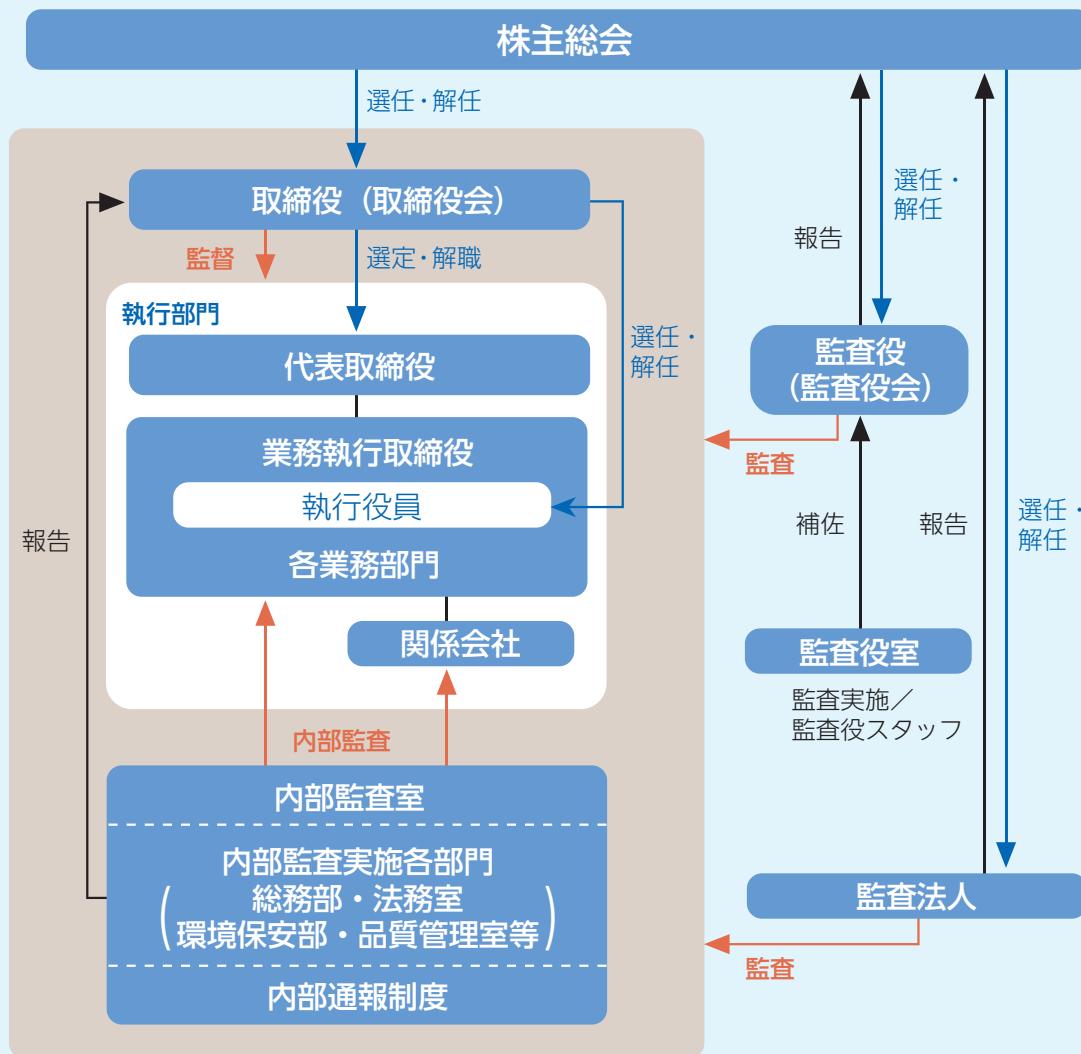 株主総会
選任・解任
取締役（取締役会）
監督
選定・解職
選任・
解任
報告
執行部門
代表取締役
選任・
解任
監査役
（監査役会）
業務執行取締役
監査
執行役員
報告
補佐
報告
選任・
解任
各業務部門
関係会社
監査役室
監査実施／
監査役スタッフ
内部監査
内部監査室
内部監査実施各部門
（総務部・法務室
環境保安部・品質管理室等）
監査法人
監査
内部通報制度